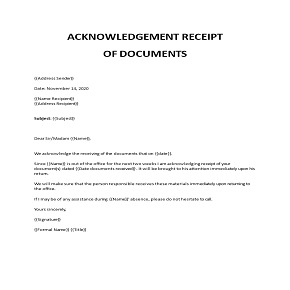 ACKNOWLEDGEMENT RECEIPT
OF DOCUMENTS
{{Address Sender}}
Date: November 14, 2020
{{Name Recipient}}
{{Address Recipient}}
Subject: {{Subject}}
Dear Sir/Madam {{Name}},
We acknowledge the receiving of the documents that on {{date}}.
Since {{Name}} is out of the office for the next two weeks I am acknowledging receipt of your
document(s) dated {{Date documents received}}. It will be brought to his attention immediately upon his
return.
We will make sure that the person responsible receives these materials immediately upon returning to
the office.
If I may be of any assistance during {{Name}}' absence, please do not hesitate to call.
Yours sincerely,
{{Signature}}
{{Formal Name}} {{Title}}